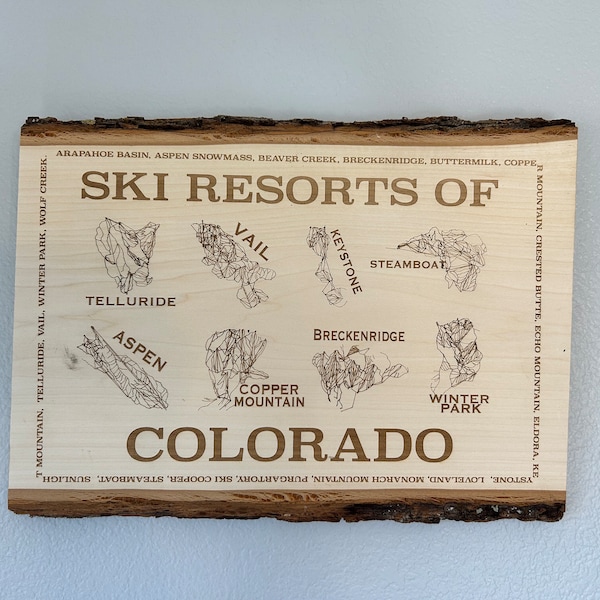 ARAPAHOE BASIN, ASPEN SNOWMASS, BEAVER CREEK, BRECKENRIDGE, BUTTERMILK, COPPE
R MOUNTAIN, CRESTED BUTTE, ECHO MOUNTAIN, ELDORA, KE
YSTONE, LOVELAND, MONARCH MOUNTAIN, PURGARTORY, SKI COOPER, STEAMBOAT, SUNLIGH
T MOUNTAIN, TELLURIDE, VAIL, WINTER PARK, WOLF CREEK.
SKI RESORTS OF
TELLURIDE
VAIL
KEYSTONE
STEAMBOAT
ASPEN
COPPER
MOUNTAIN
BRECKENRIDGE
WINTER
PARK
COLORADO